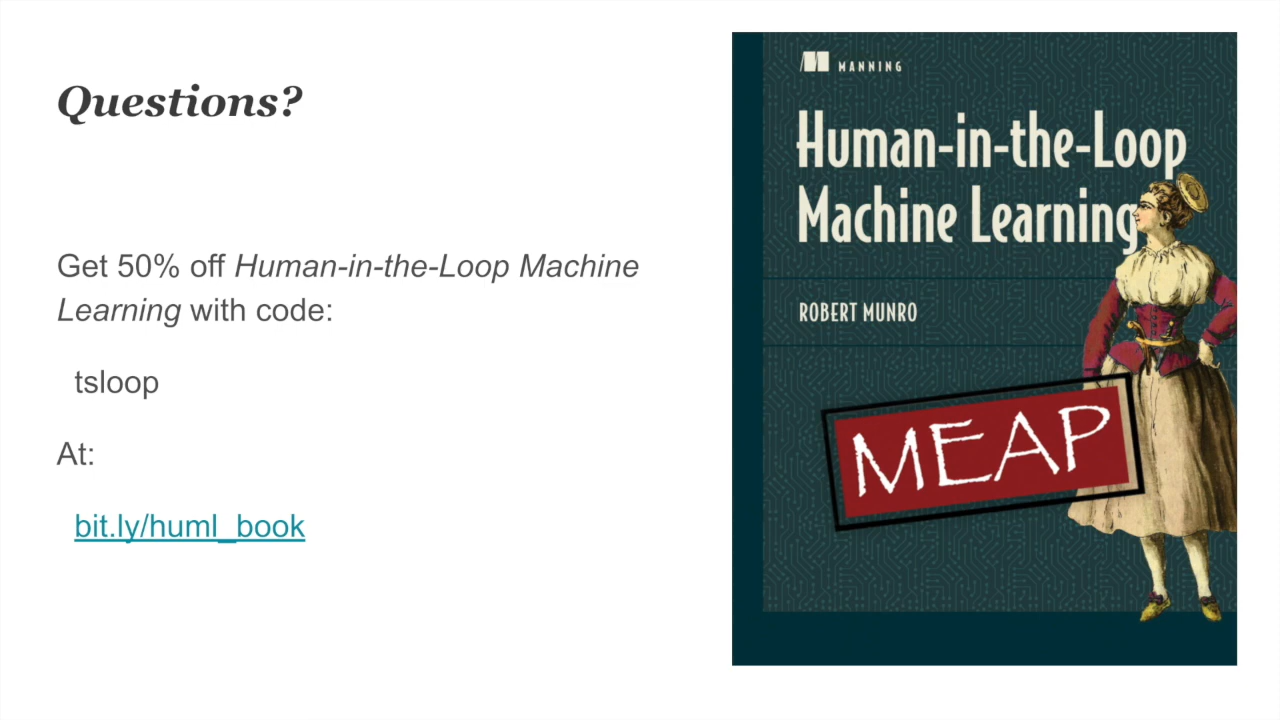 Questions?
Get 50% off Human-in-the-Loop Machine
Learning with code:
tsloop
At:
bit.ly/huml_book
MANNING
Human-in-the-Loop
Machine Learning
ROBERT MUNRO
MEAP